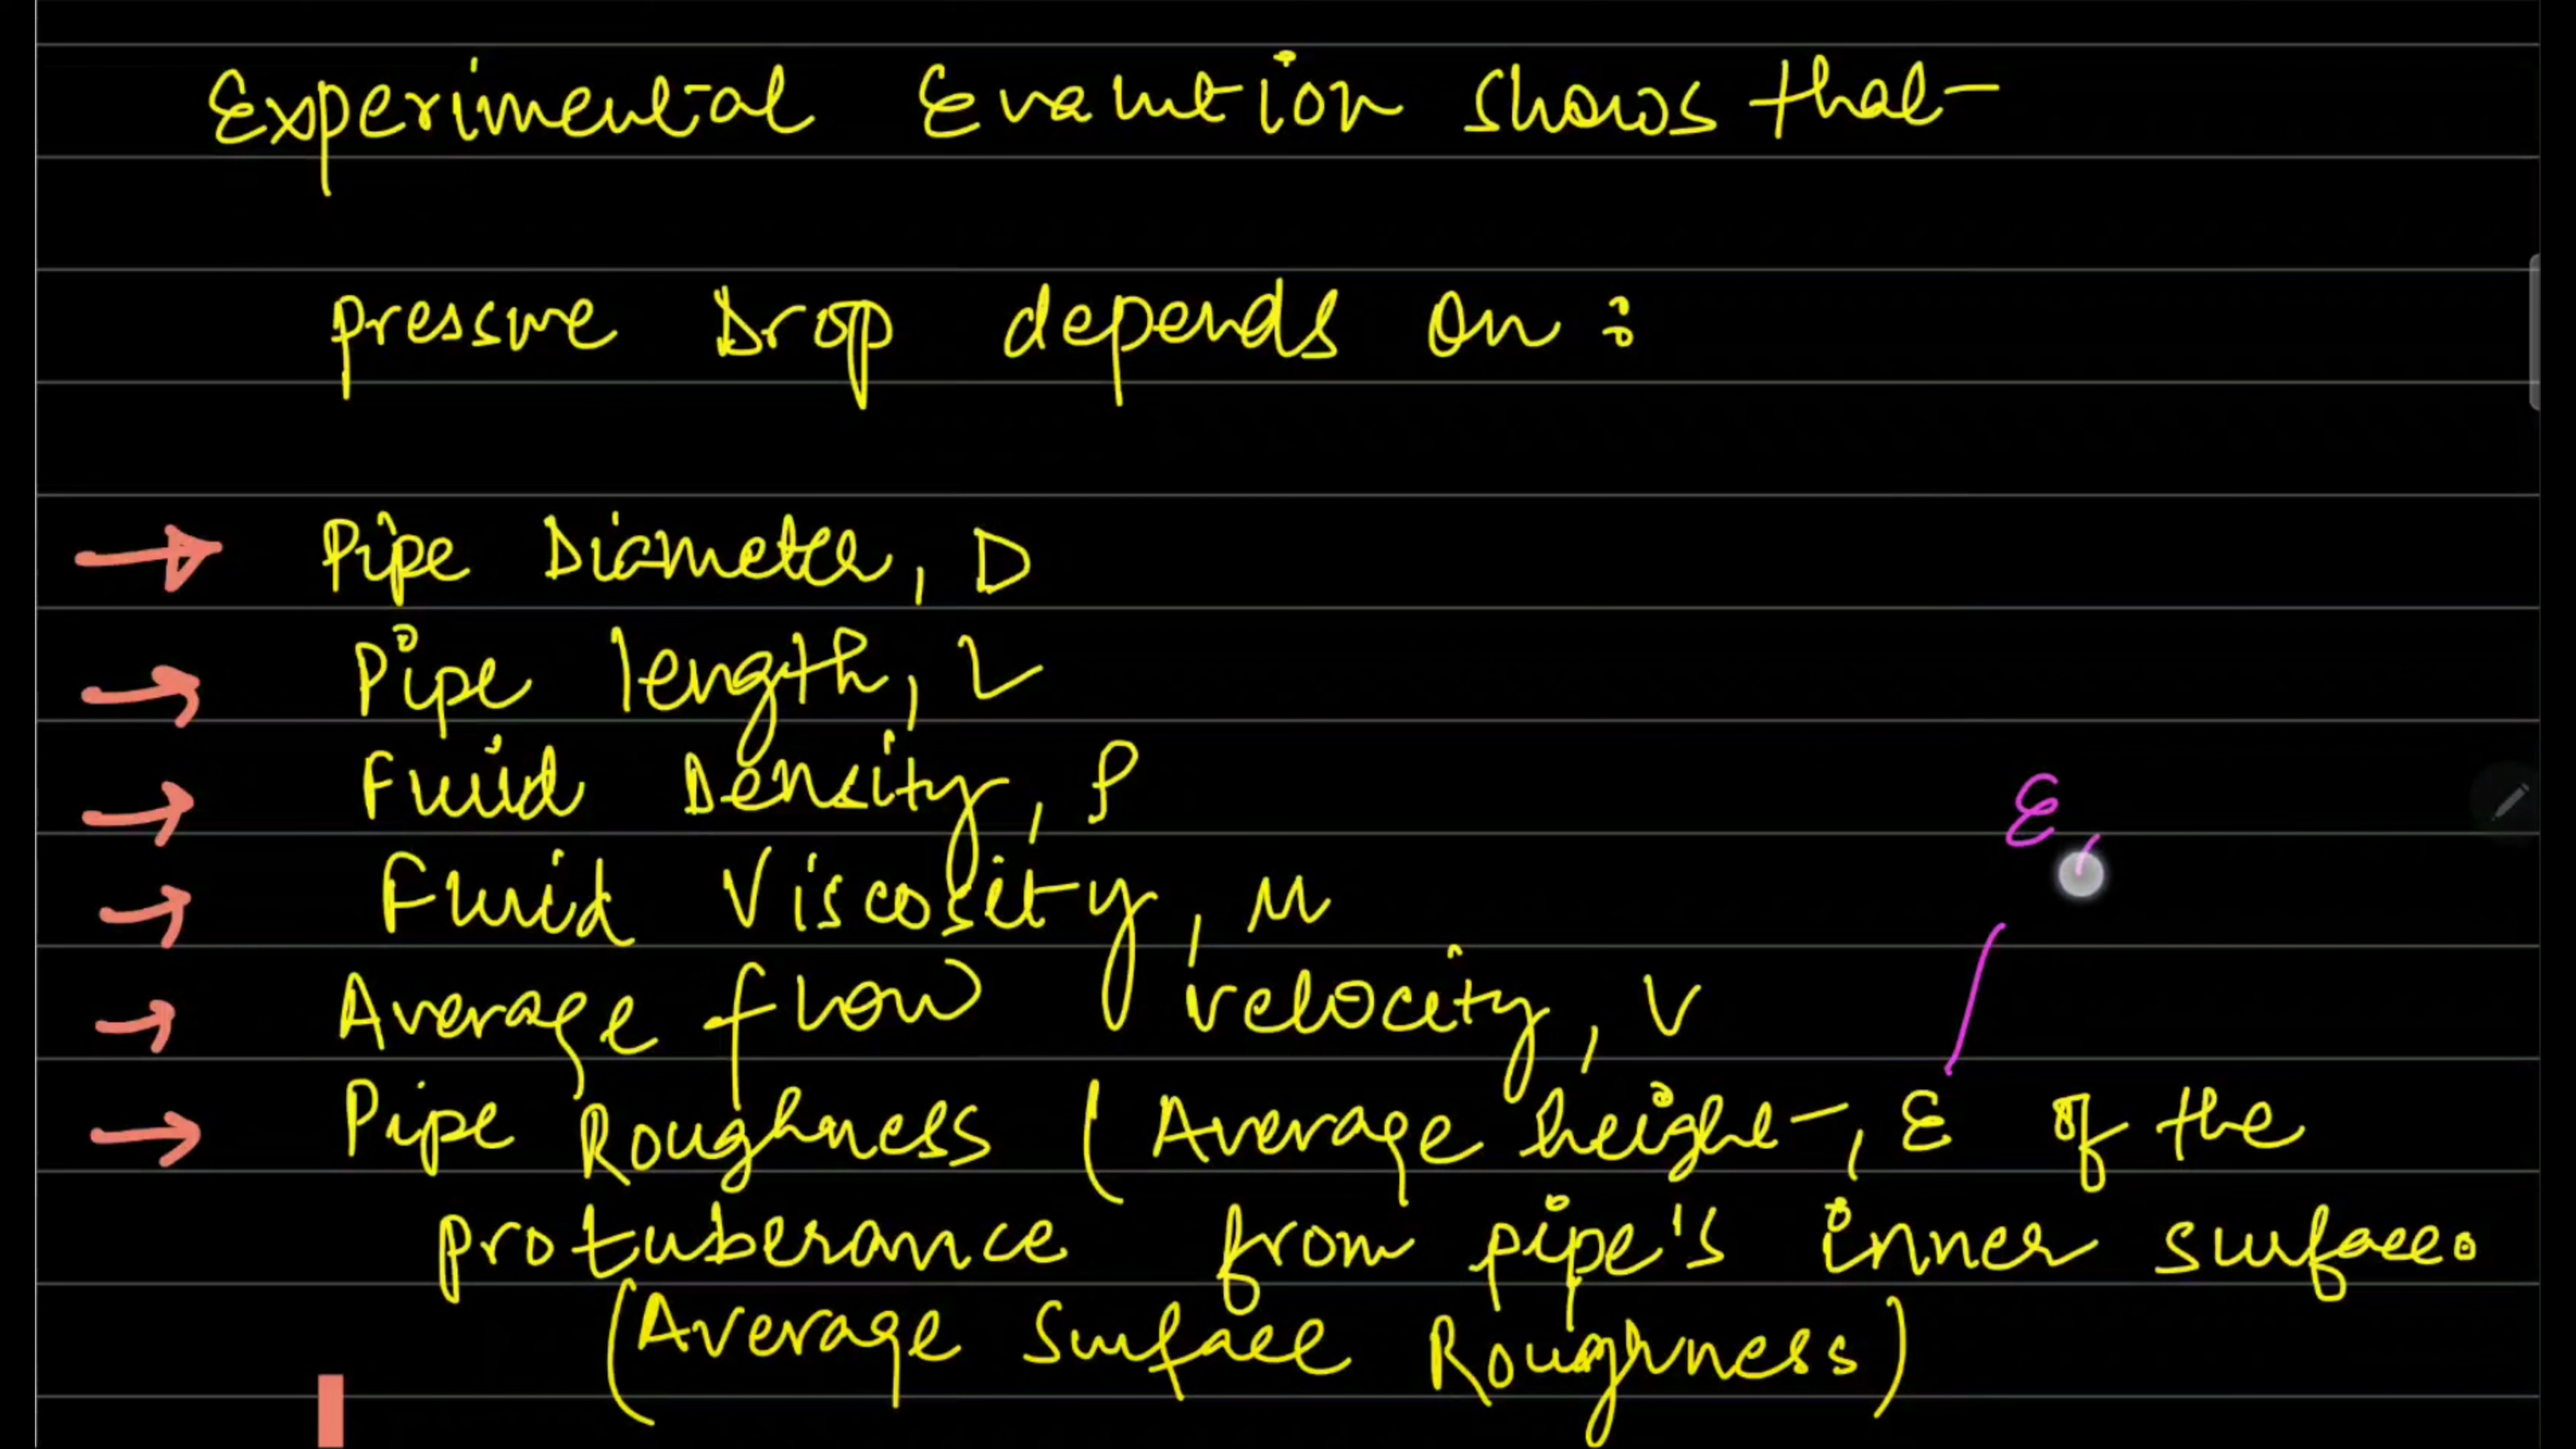 Experimental Evaution shows that
pressure Drop depends on :
→ Pipe Diameter, D
→ Pipe length, L
→ Fluid Density, ρ
ε,
→ Fluid Viscosity, μ
→ Average flow velocity, V
→ Pipe Roughness (Average height, ε of the
protuberance from pipe's inner surface.
(Average Surface Roughness)